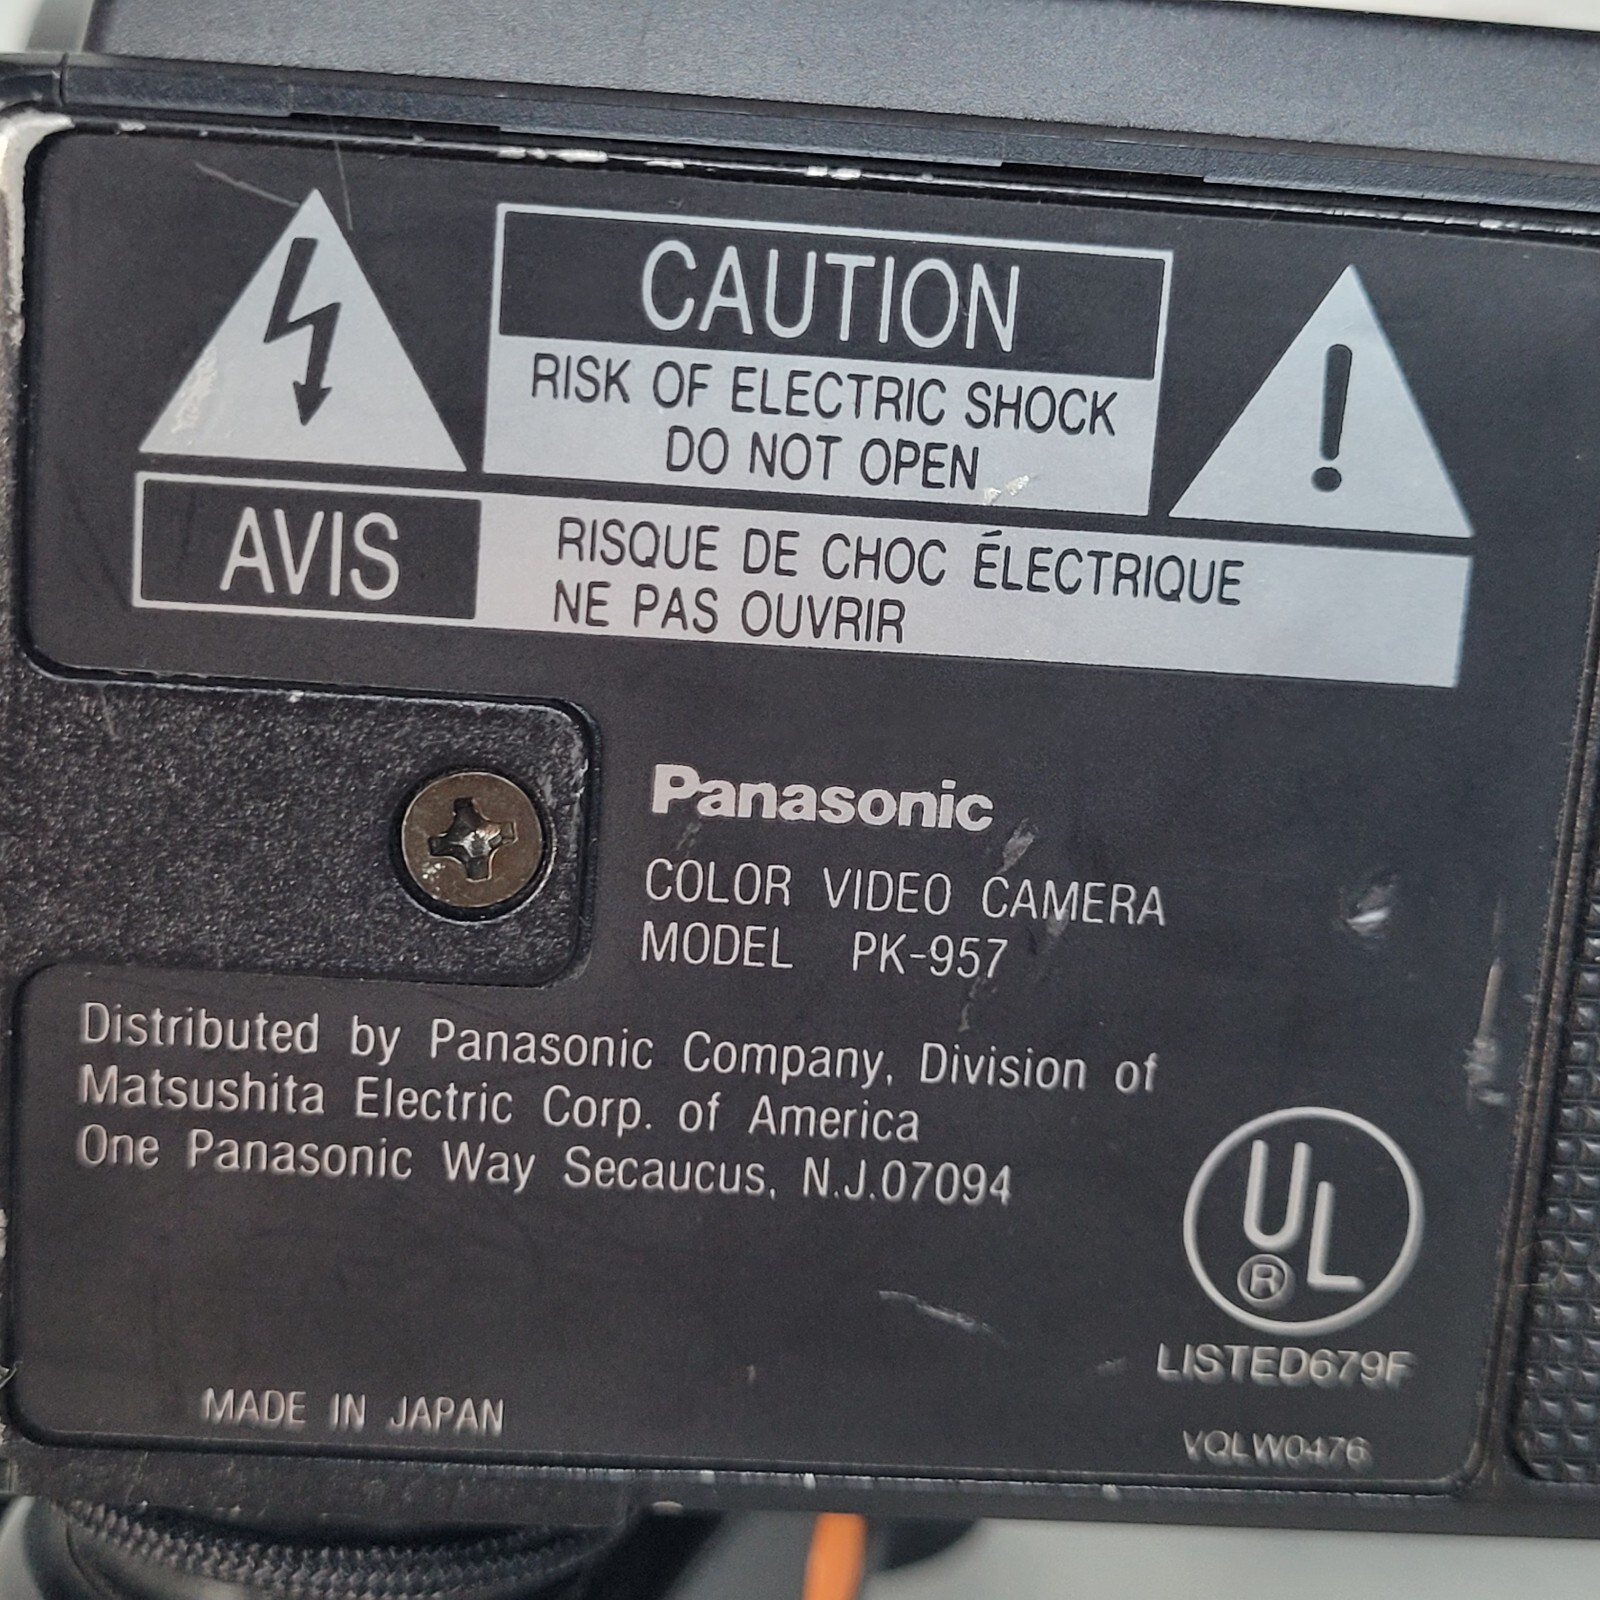 CAUTION
RISK OF ELECTRIC SHOCK
DO NOT OPEN
AVIS
RISQUE DE CHOC ÉLECTRIQUE
NE PAS OUVRIR
Panasonic
COLOR VIDEO CAMERA
MODEL PK-957
Distributed by Panasonic Company, Division of
Matsushita Electric Corp. of America
One Panasonic Way Secaucus, N.J.07094
UL
®
LISTED679F
MADE IN JAPAN
VQLW0476